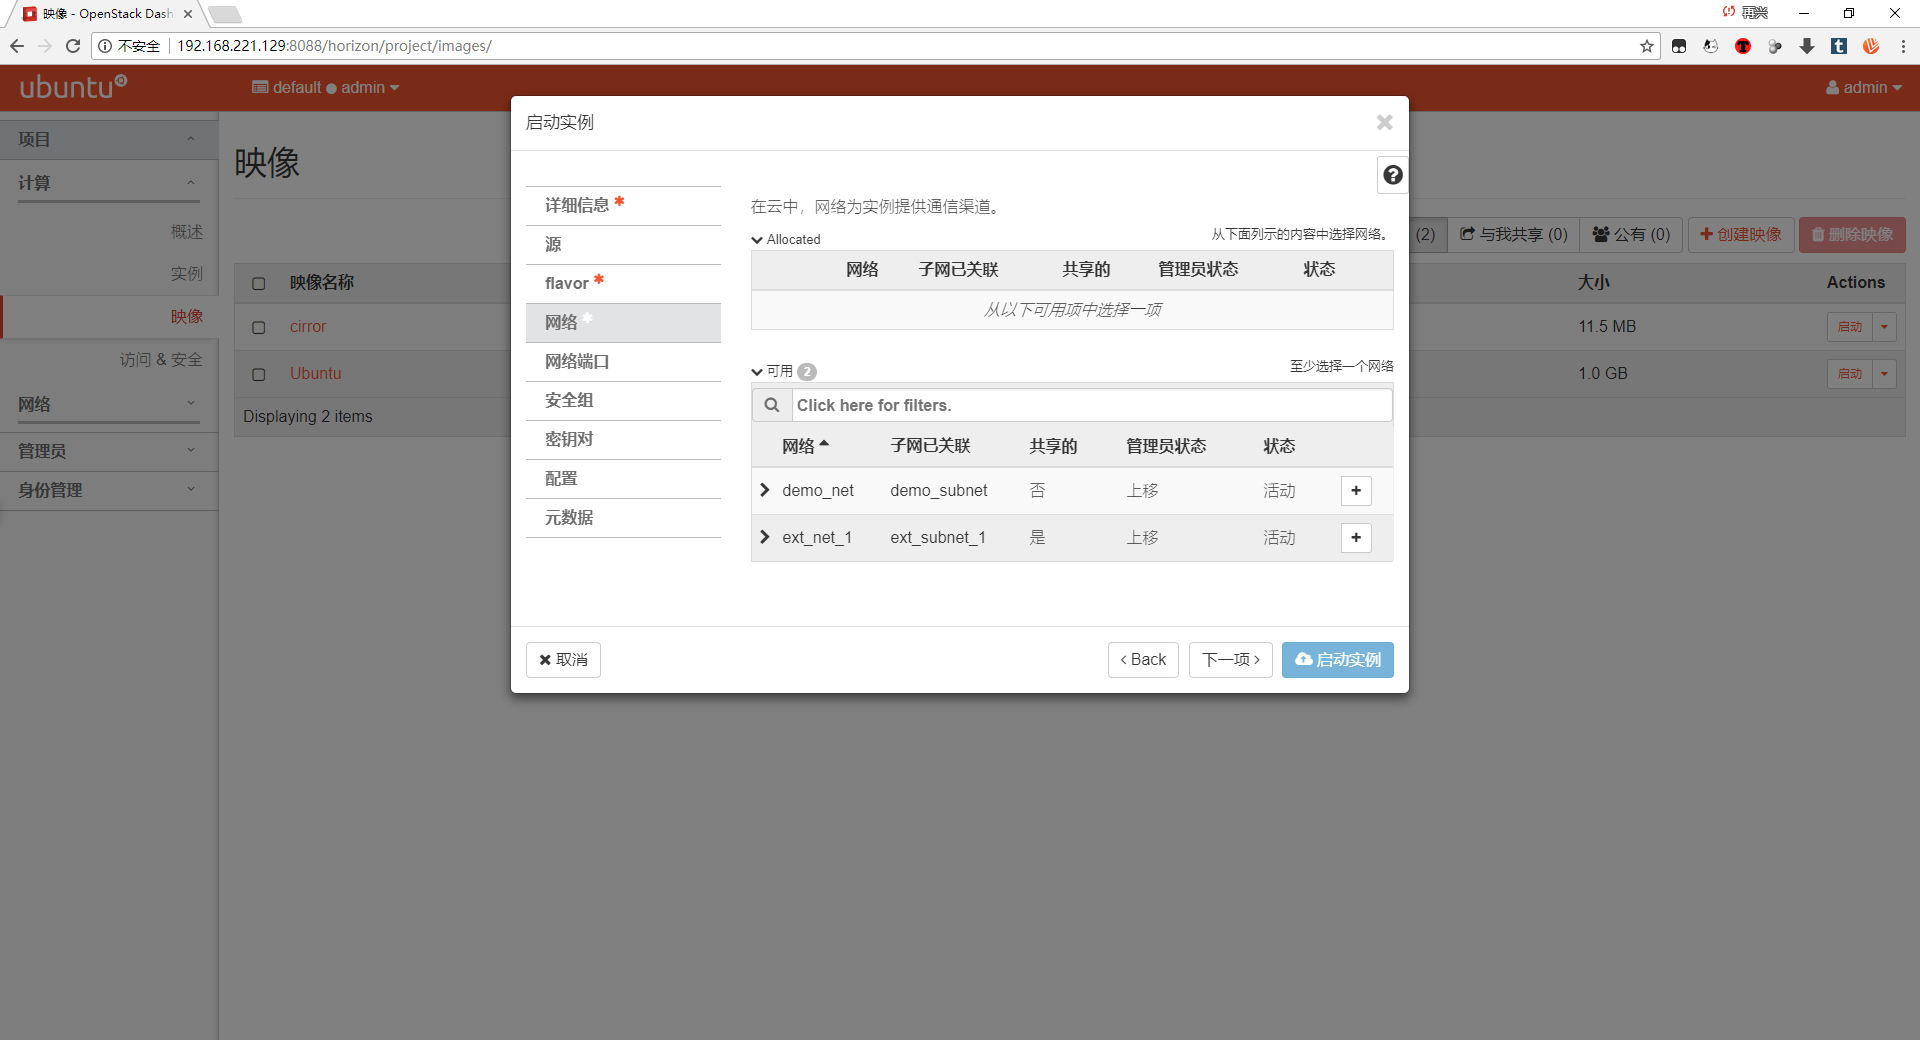 映像 - OpenStack Dash
再兴
不安全 192.168.221.129:8088/horizon/project/images/
ubuntu
default ● admin
admin
项目
计算
概述
实例
映像
访问 & 安全
网络
管理员
身份管理
映像
(2)
与我共享 (0)
公有 (0)
创建映像
删除映像
映像名称
大小
Actions
cirror
11.5 MB
启动
Ubuntu
1.0 GB
启动
Displaying 2 items
启动实例
详细信息 *
源
flavor *
网络 *
网络端口
安全组
密钥对
配置
元数据
在云中，网络为实例提供通信渠道。
Allocated
从下面列示的内容中选择网络。
网络 子网已关联 共享的 管理员状态 状态
从以下可用项中选择一项
可用 2
至少选择一个网络
Click here for filters.
网络 子网已关联 共享的 管理员状态 状态
demo_net demo_subnet 否 上移 活动
ext_net_1 ext_subnet_1 是 上移 活动
取消
‹ Back
下一项 ›
启动实例